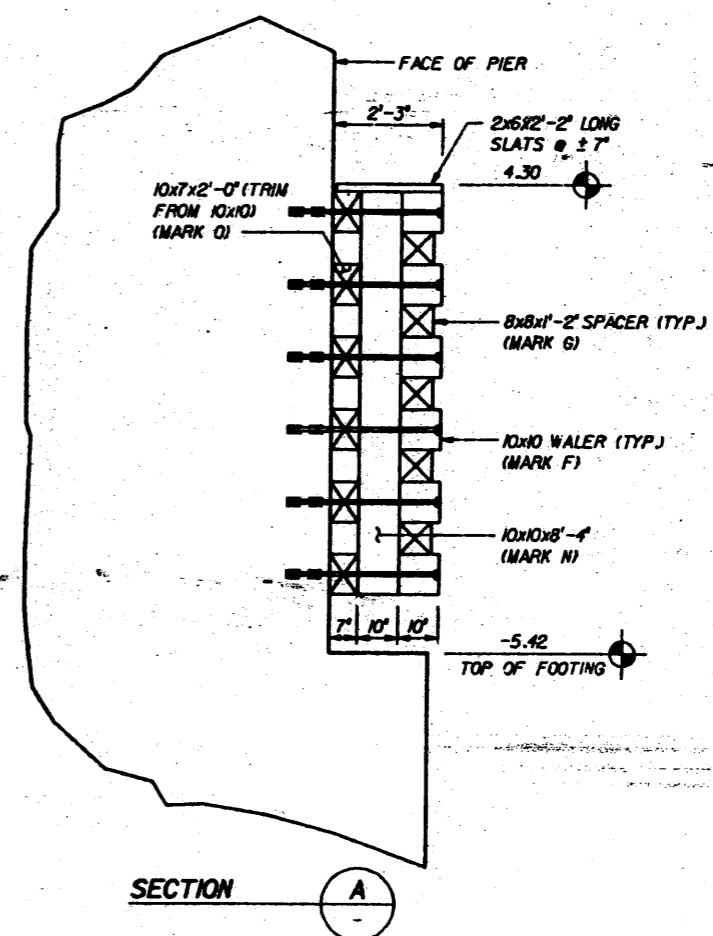 FACE OF PIER
2'-3"
2x6x2'-2" LONG
SLATS @ ± 7"
4.30
10x7x2'-0" (TRIM
FROM 10x10)
(MARK O)
8x8x1'-2" SPACER (TYP.)
(MARK G)
10x10 WALER (TYP.)
(MARK F)
10x10x8'-4"
(MARK N)
7" 10" 10"
-5.42
TOP OF FOOTING
SECTION A
-